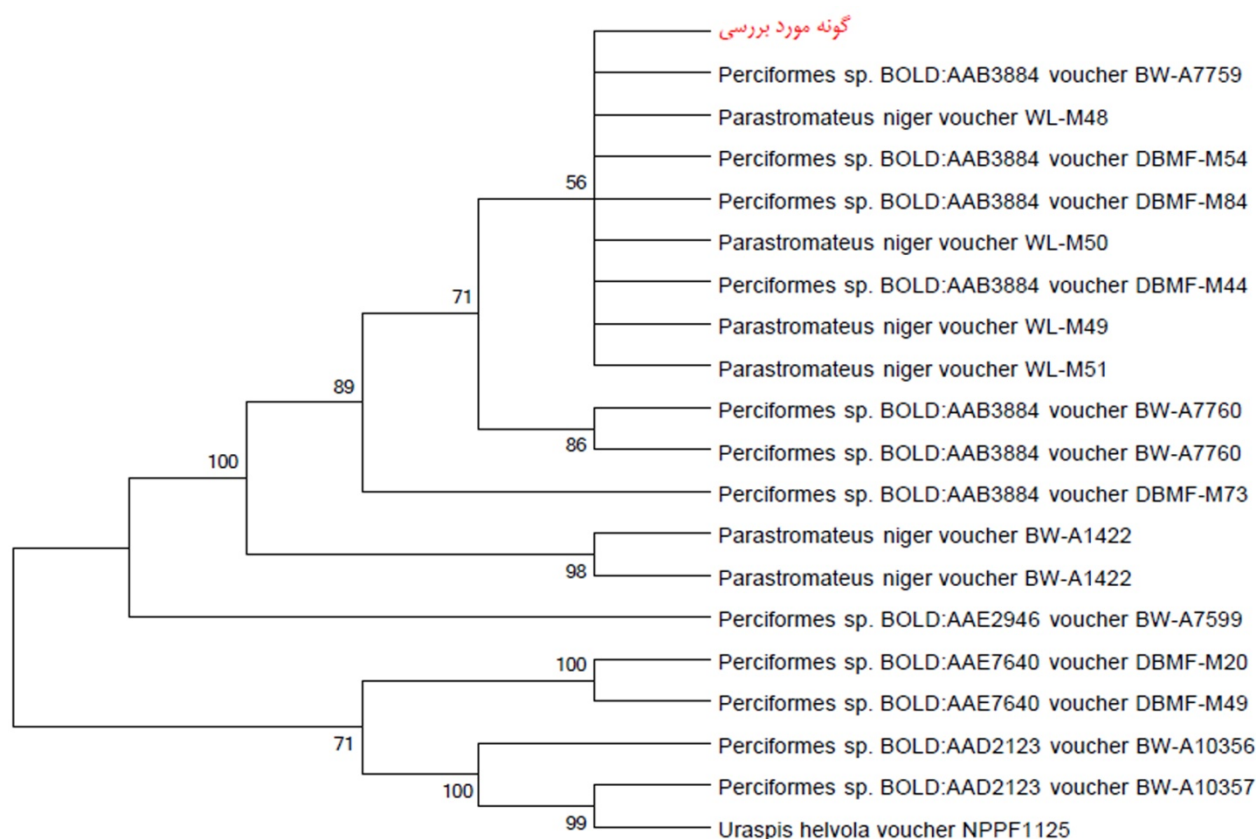 گونه مورد بررسی
Perciformes sp. BOLD:AAB3884 voucher BW-A7759
Parastromateus niger voucher WL-M48
Perciformes sp. BOLD:AAB3884 voucher DBMF-M54
56
Perciformes sp. BOLD:AAB3884 voucher DBMF-M84
Parastromateus niger voucher WL-M50
Perciformes sp. BOLD:AAB3884 voucher DBMF-M44
71
Parastromateus niger voucher WL-M49
Parastromateus niger voucher WL-M51
89
Perciformes sp. BOLD:AAB3884 voucher BW-A7760
86
Perciformes sp. BOLD:AAB3884 voucher BW-A7760
100
Perciformes sp. BOLD:AAB3884 voucher DBMF-M73
Parastromateus niger voucher BW-A1422
98
Parastromateus niger voucher BW-A1422
Perciformes sp. BOLD:AAE2946 voucher BW-A7599
100
Perciformes sp. BOLD:AAE7640 voucher DBMF-M20
Perciformes sp. BOLD:AAE7640 voucher DBMF-M49
71
Perciformes sp. BOLD:AAD2123 voucher BW-A10356
100
Perciformes sp. BOLD:AAD2123 voucher BW-A10357
99
Uraspis helvola voucher NPPF1125